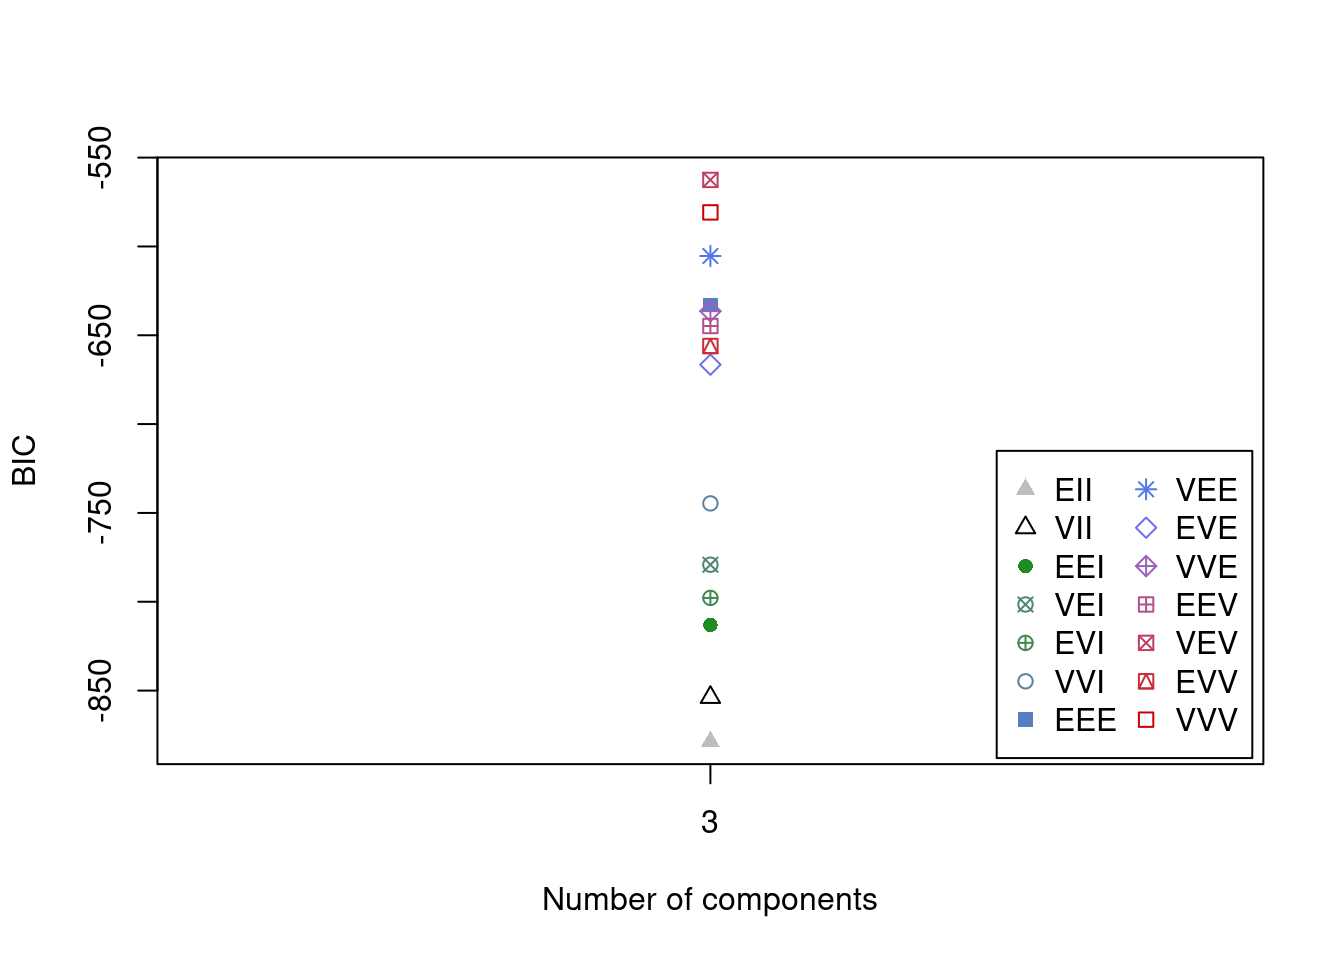 -550
-650
-750
-850
BIC
3
Number of components
EII
VII
EEI
VEI
EVI
VVI
EEE
VEE
EVE
VVE
EEV
VEV
EVV
VVV